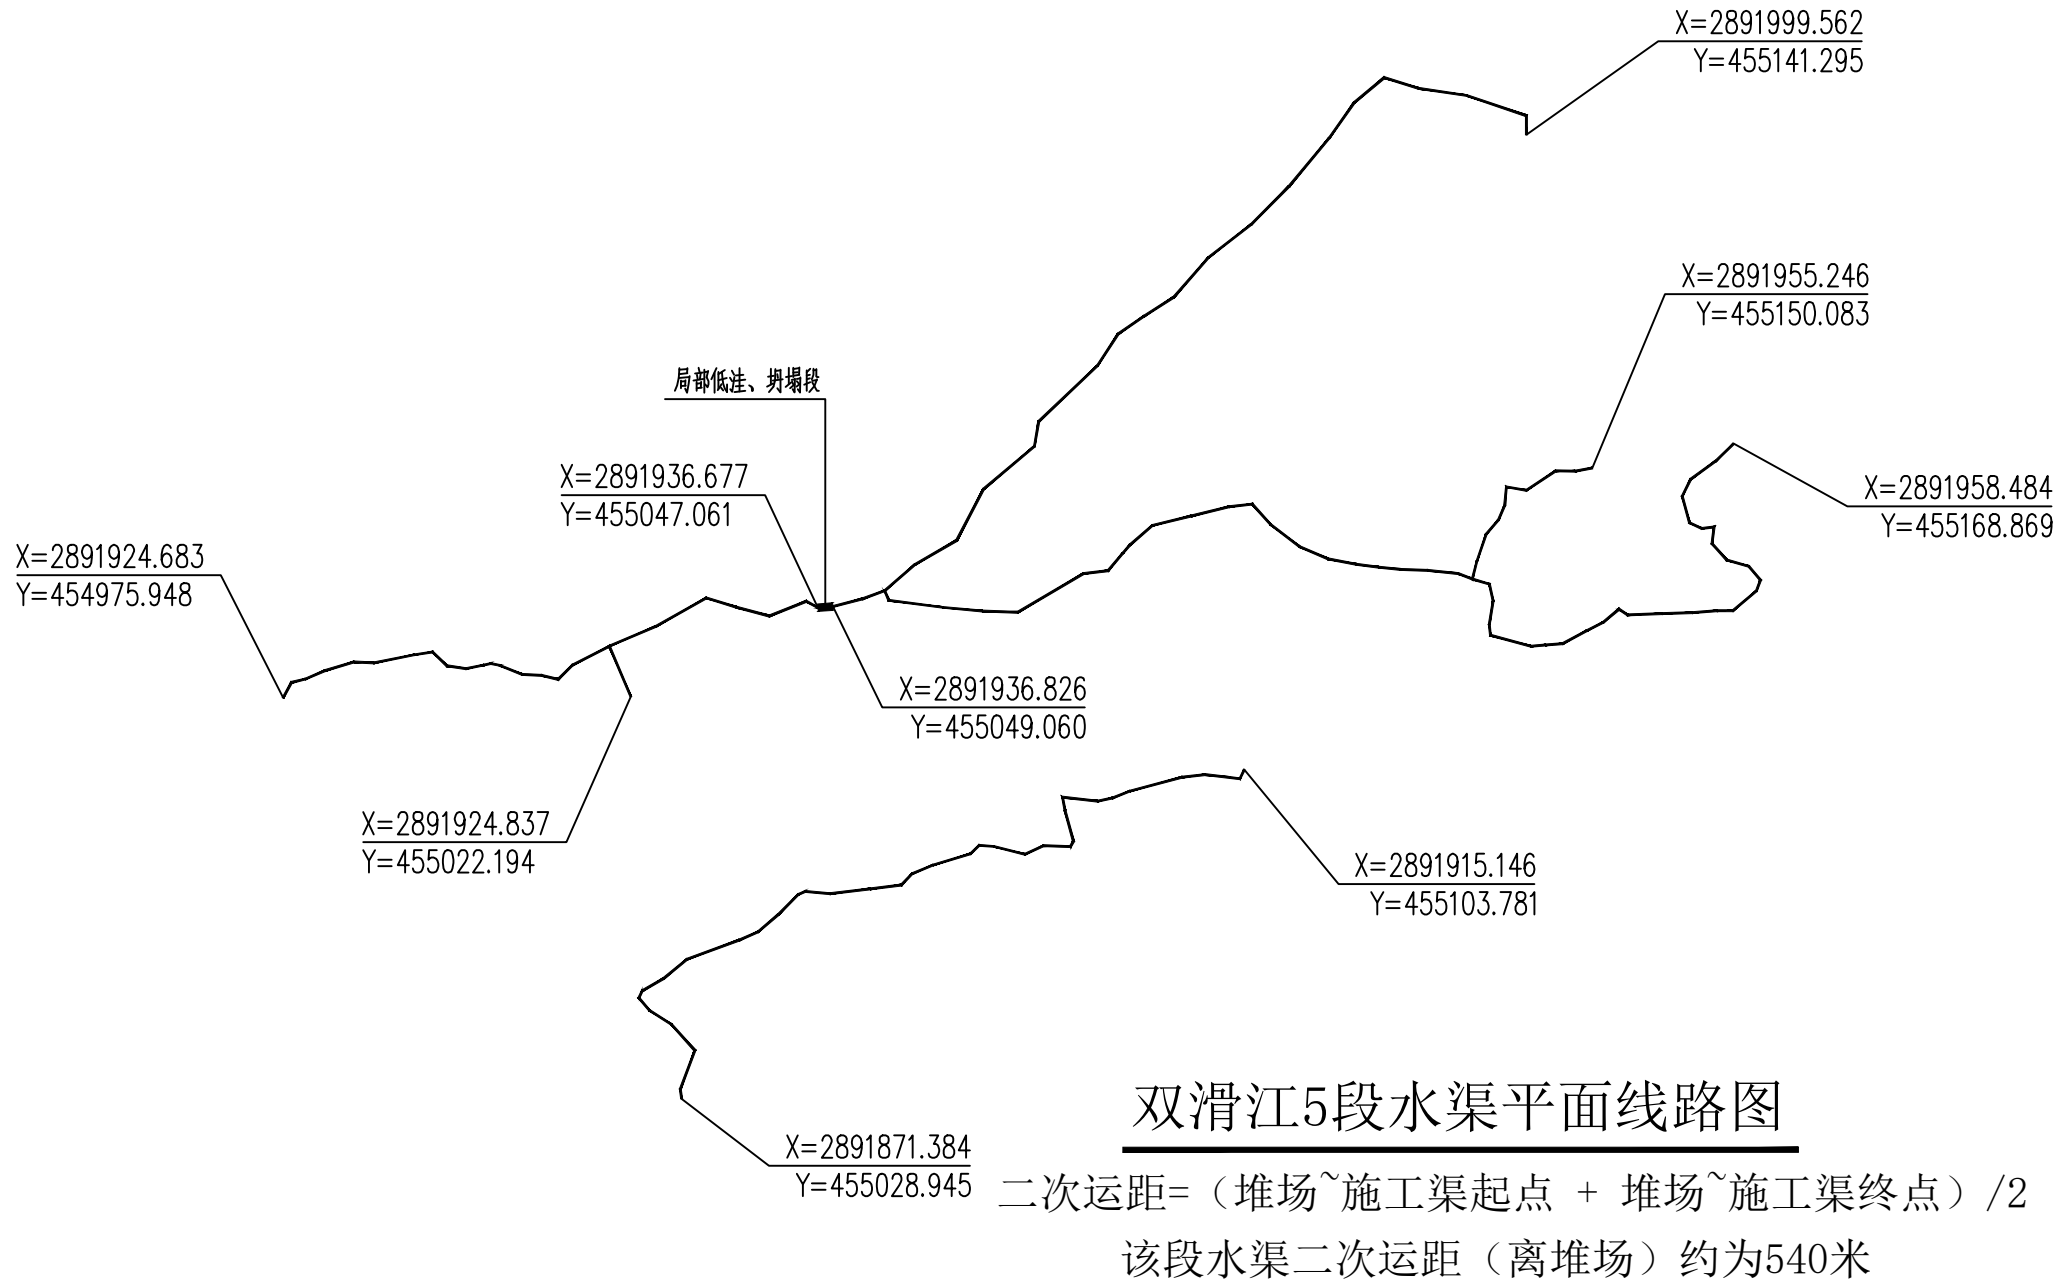 X=2891999.562
Y=455141.295
X=2891955.246
Y=455150.083
局部低洼、坍塌段
X=2891936.677
Y=455047.061
X=2891958.484
Y=455168.869
X=2891924.683
Y=454975.948
X=2891936.826
Y=455049.060
X=2891924.837
Y=455022.194
X=2891915.146
Y=455103.781
X=2891871.384
Y=455028.945
双滑江5段水渠平面线路图
二次运距=（堆场~施工渠起点 + 堆场~施工渠终点）/2
该段水渠二次运距（离堆场）约为540米